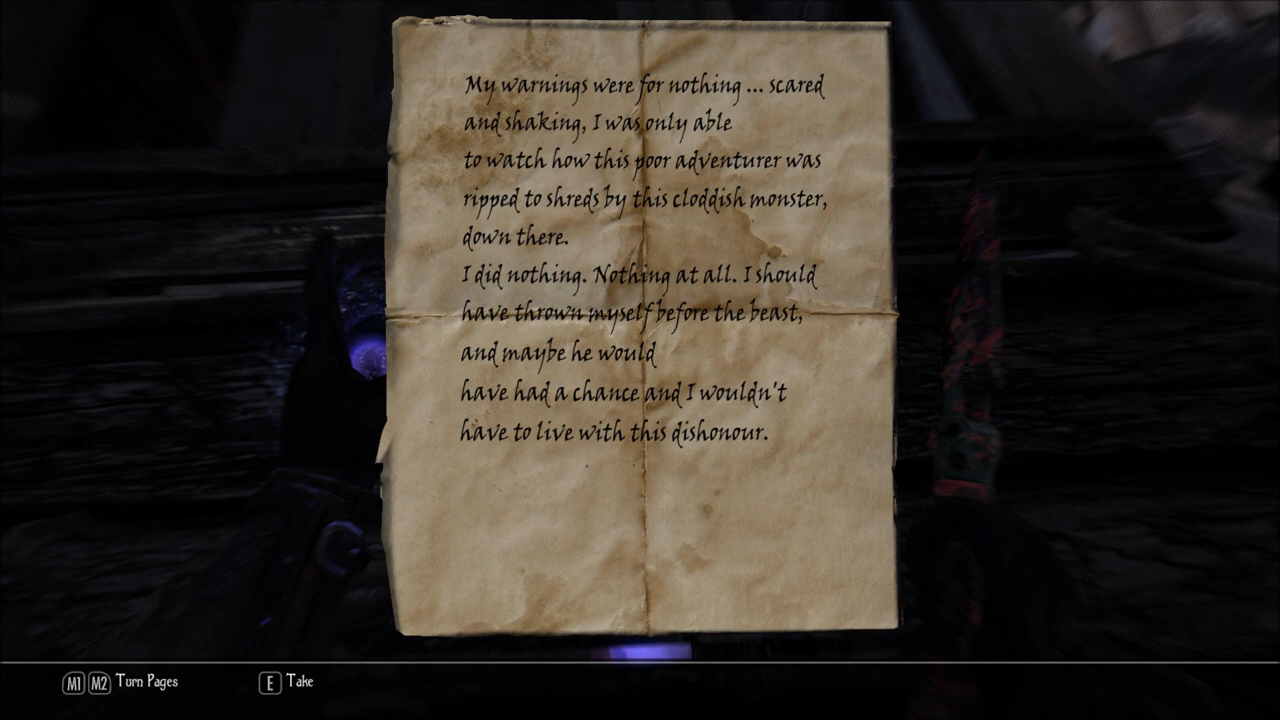 My warnings were for nothing ... scared
and shaking, I was only able
to watch how this poor adventurer was
ripped to shreds by this cloddish monster,
down there.
I did nothing. Nothing at all. I should
have thrown myself before the beast,
and maybe he would
have had a chance and I wouldn't
have to live with this dishonour.
M1 M2 Turn Pages
E Take